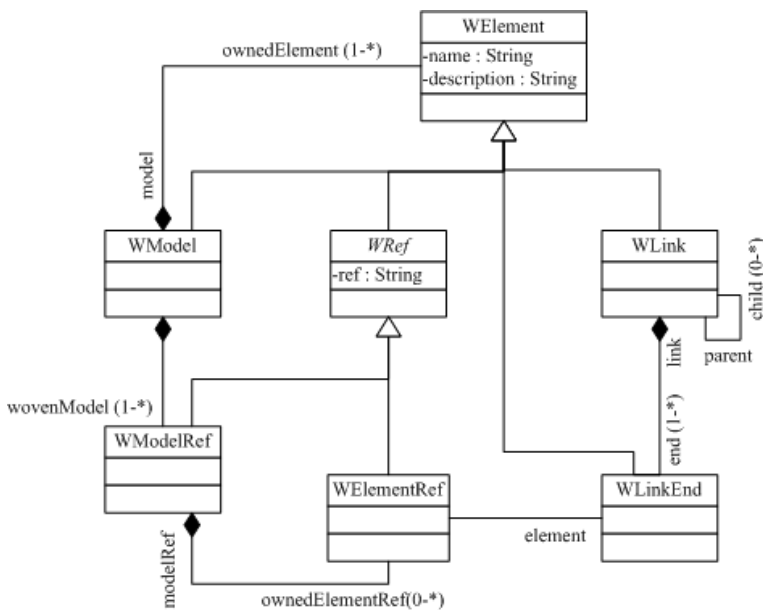 WElement
ownedElement (1-*)
-name : String
-description : String
model
WModel
WRef
WLink
-ref : String
child (0-*)
parent
link
wovenModel (1-*)
end (1-*)
WModelRef
WElementRef
WLinkEnd
element
modelRef
ownedElementRef(0-*)